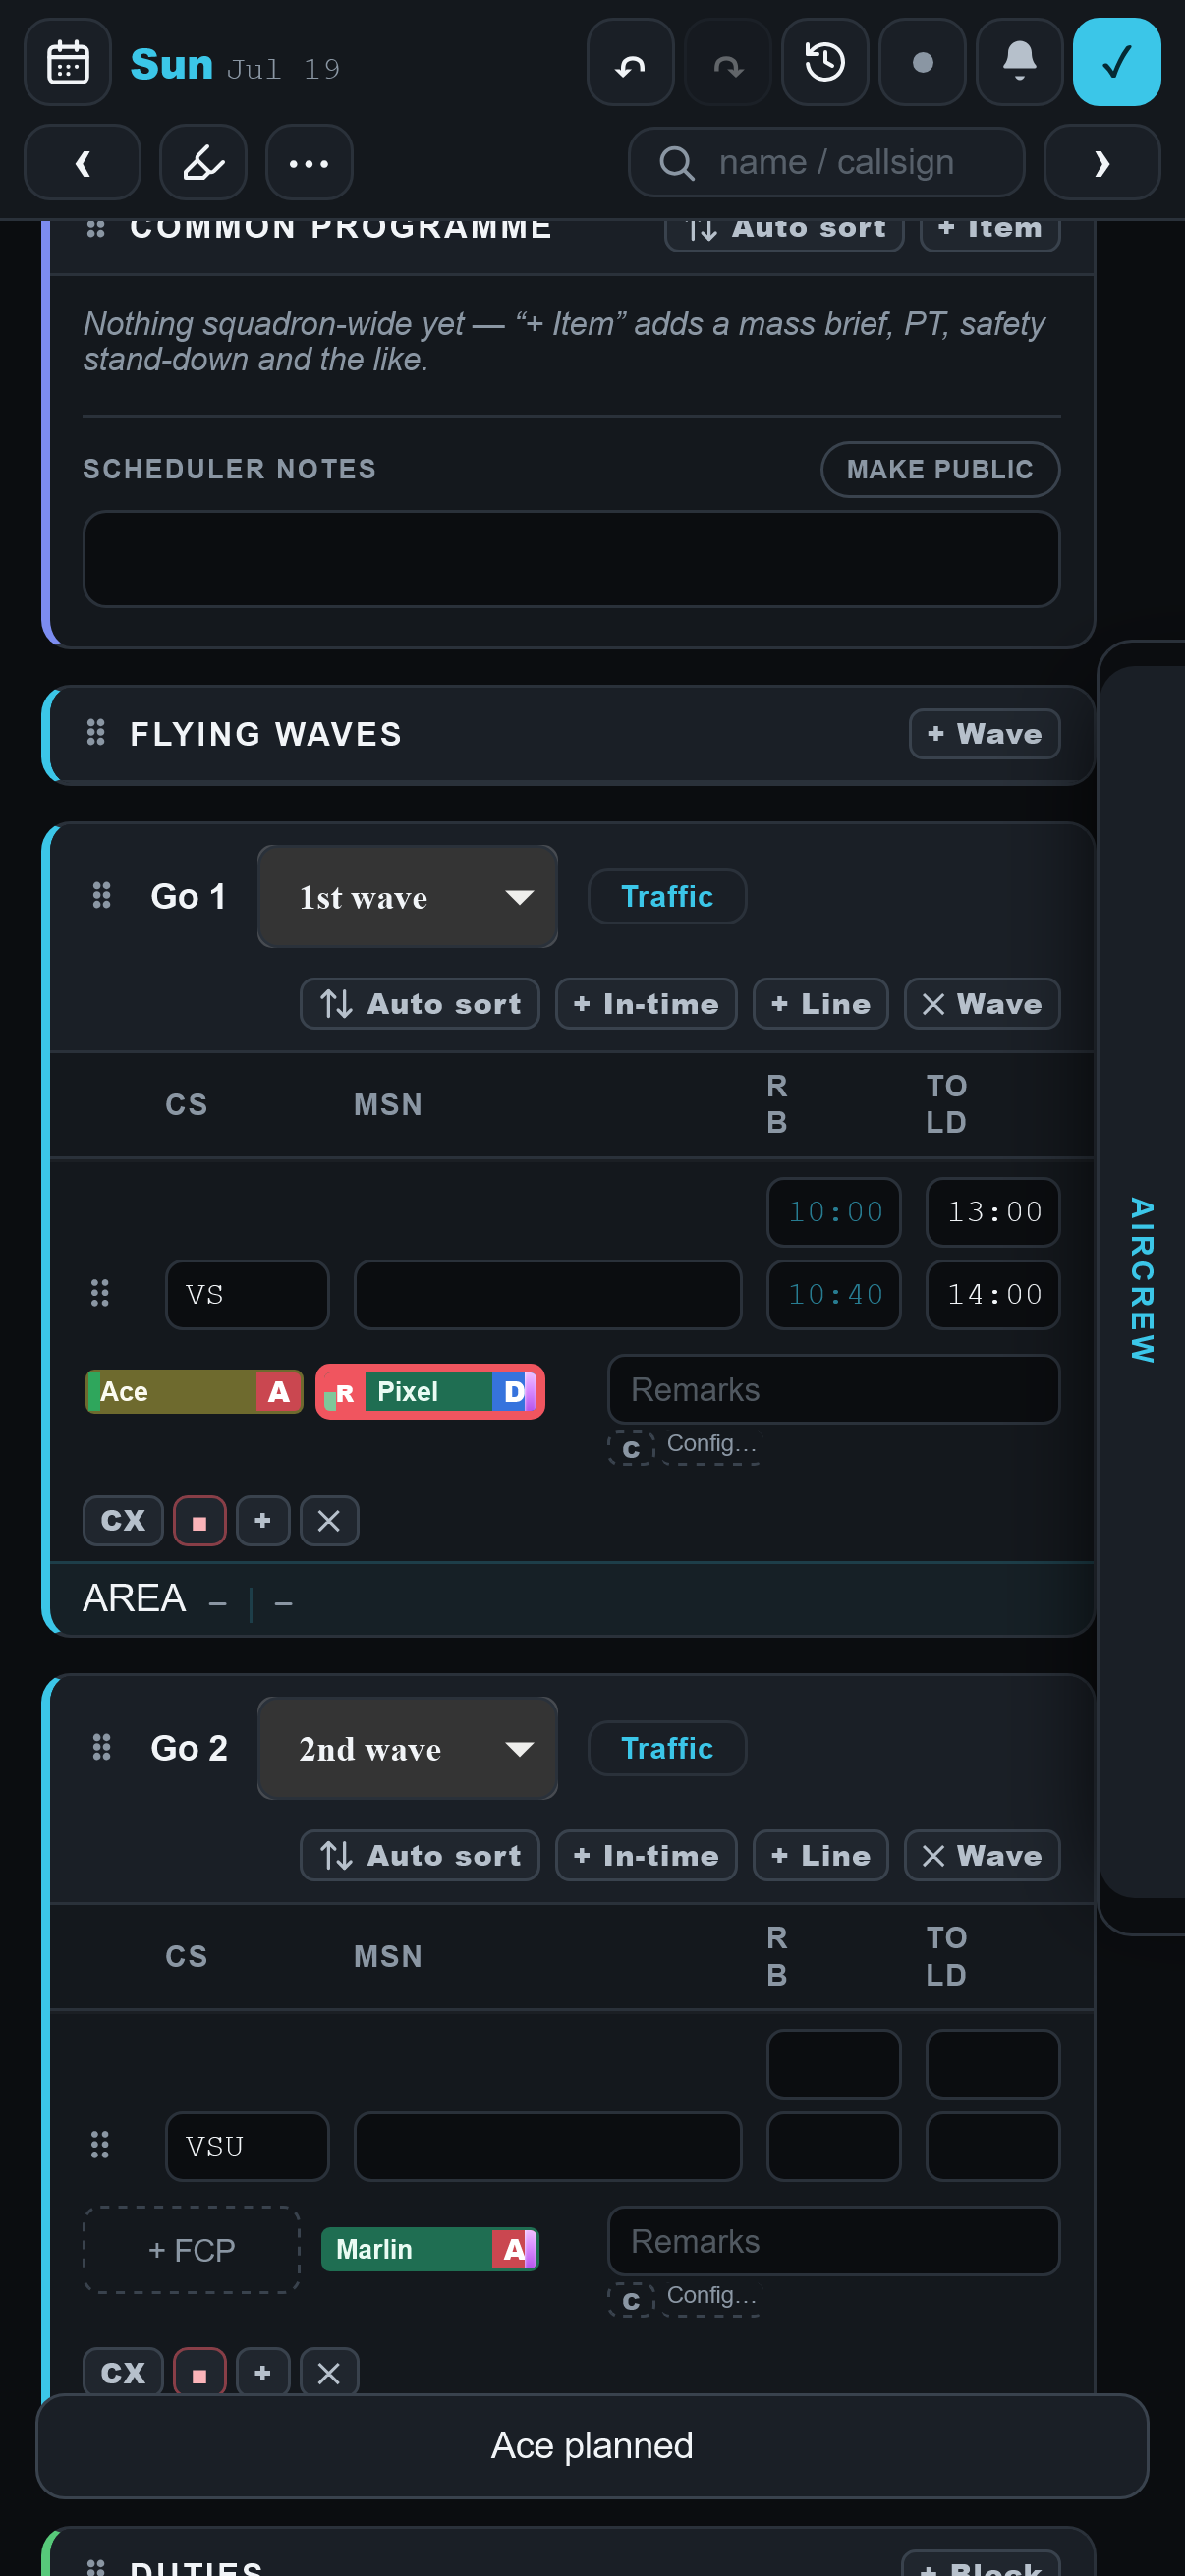 Sun Jul 19
name / callsign
COMMON PROGRAMME Auto sort + Item
Nothing squadron-wide yet — “+ Item” adds a mass brief, PT, safety
stand-down and the like.
SCHEDULER NOTES MAKE PUBLIC
FLYING WAVES + Wave
Go 1 1st wave Traffic
Auto sort + In-time + Line × Wave
CS MSN R TO
B LD
10:00 13:00
VS 10:40 14:00
Ace A R Pixel D Remarks
C Config...
CX + ×
AREA – | –
AIRCREW
Go 2 2nd wave Traffic
Auto sort + In-time + Line × Wave
CS MSN R TO
B LD
VSU
+ FCP Marlin A Remarks
C Config...
CX + ×
Ace planned
DUTIES + Block